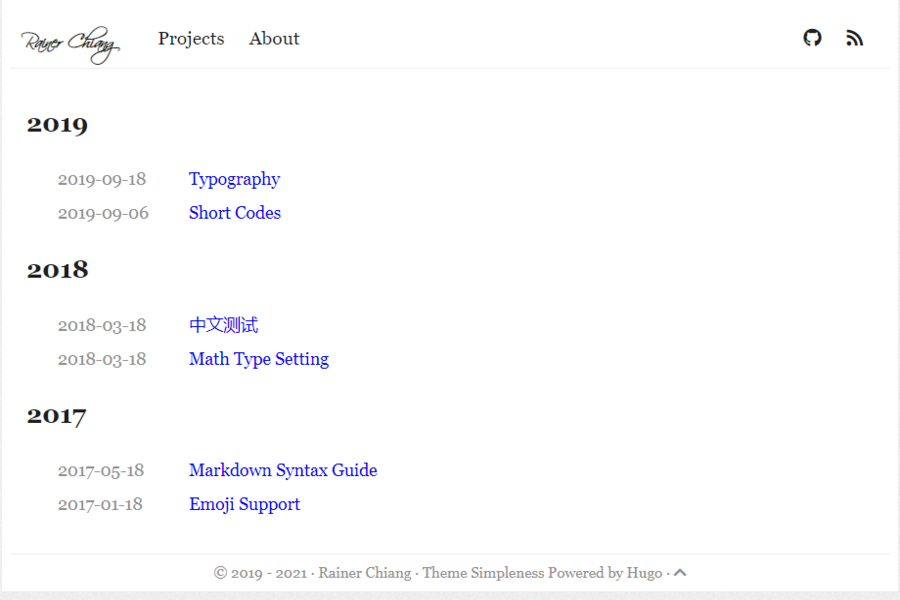 Rainer Chiang Projects About
2019
2019-09-18 Typography
2019-09-06 Short Codes
2018
2018-03-18 中文测试
2018-03-18 Math Type Setting
2017
2017-05-18 Markdown Syntax Guide
2017-01-18 Emoji Support
© 2019 - 2021 · Rainer Chiang · Theme Simpleness Powered by Hugo ·